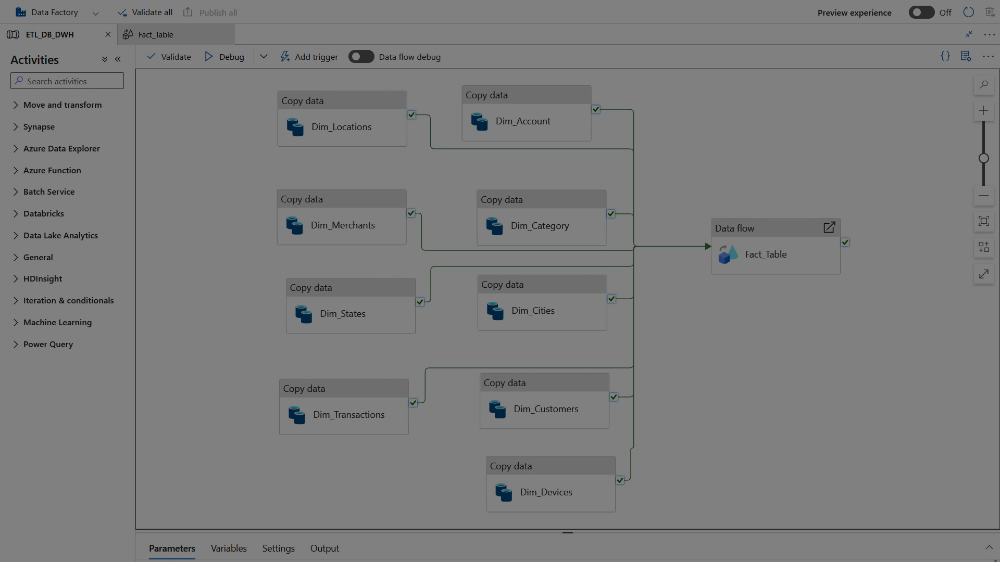 Data Factory
Validate all
Publish all
Preview experience
Off
ETL_DB_DWH
Fact_Table
Activities
Validate
Debug
Add trigger
Data flow debug
Search activities
Move and transform
Synapse
Azure Data Explorer
Azure Function
Batch Service
Databricks
Data Lake Analytics
General
HDInsight
Iteration & conditionals
Machine Learning
Power Query
Copy data
Dim_Locations
Copy data
Dim_Account
Copy data
Dim_Merchants
Copy data
Dim_Category
Data flow
Fact_Table
Copy data
Dim_States
Copy data
Dim_Cities
Copy data
Dim_Transactions
Copy data
Dim_Customers
Copy data
Dim_Devices
Parameters
Variables
Settings
Output